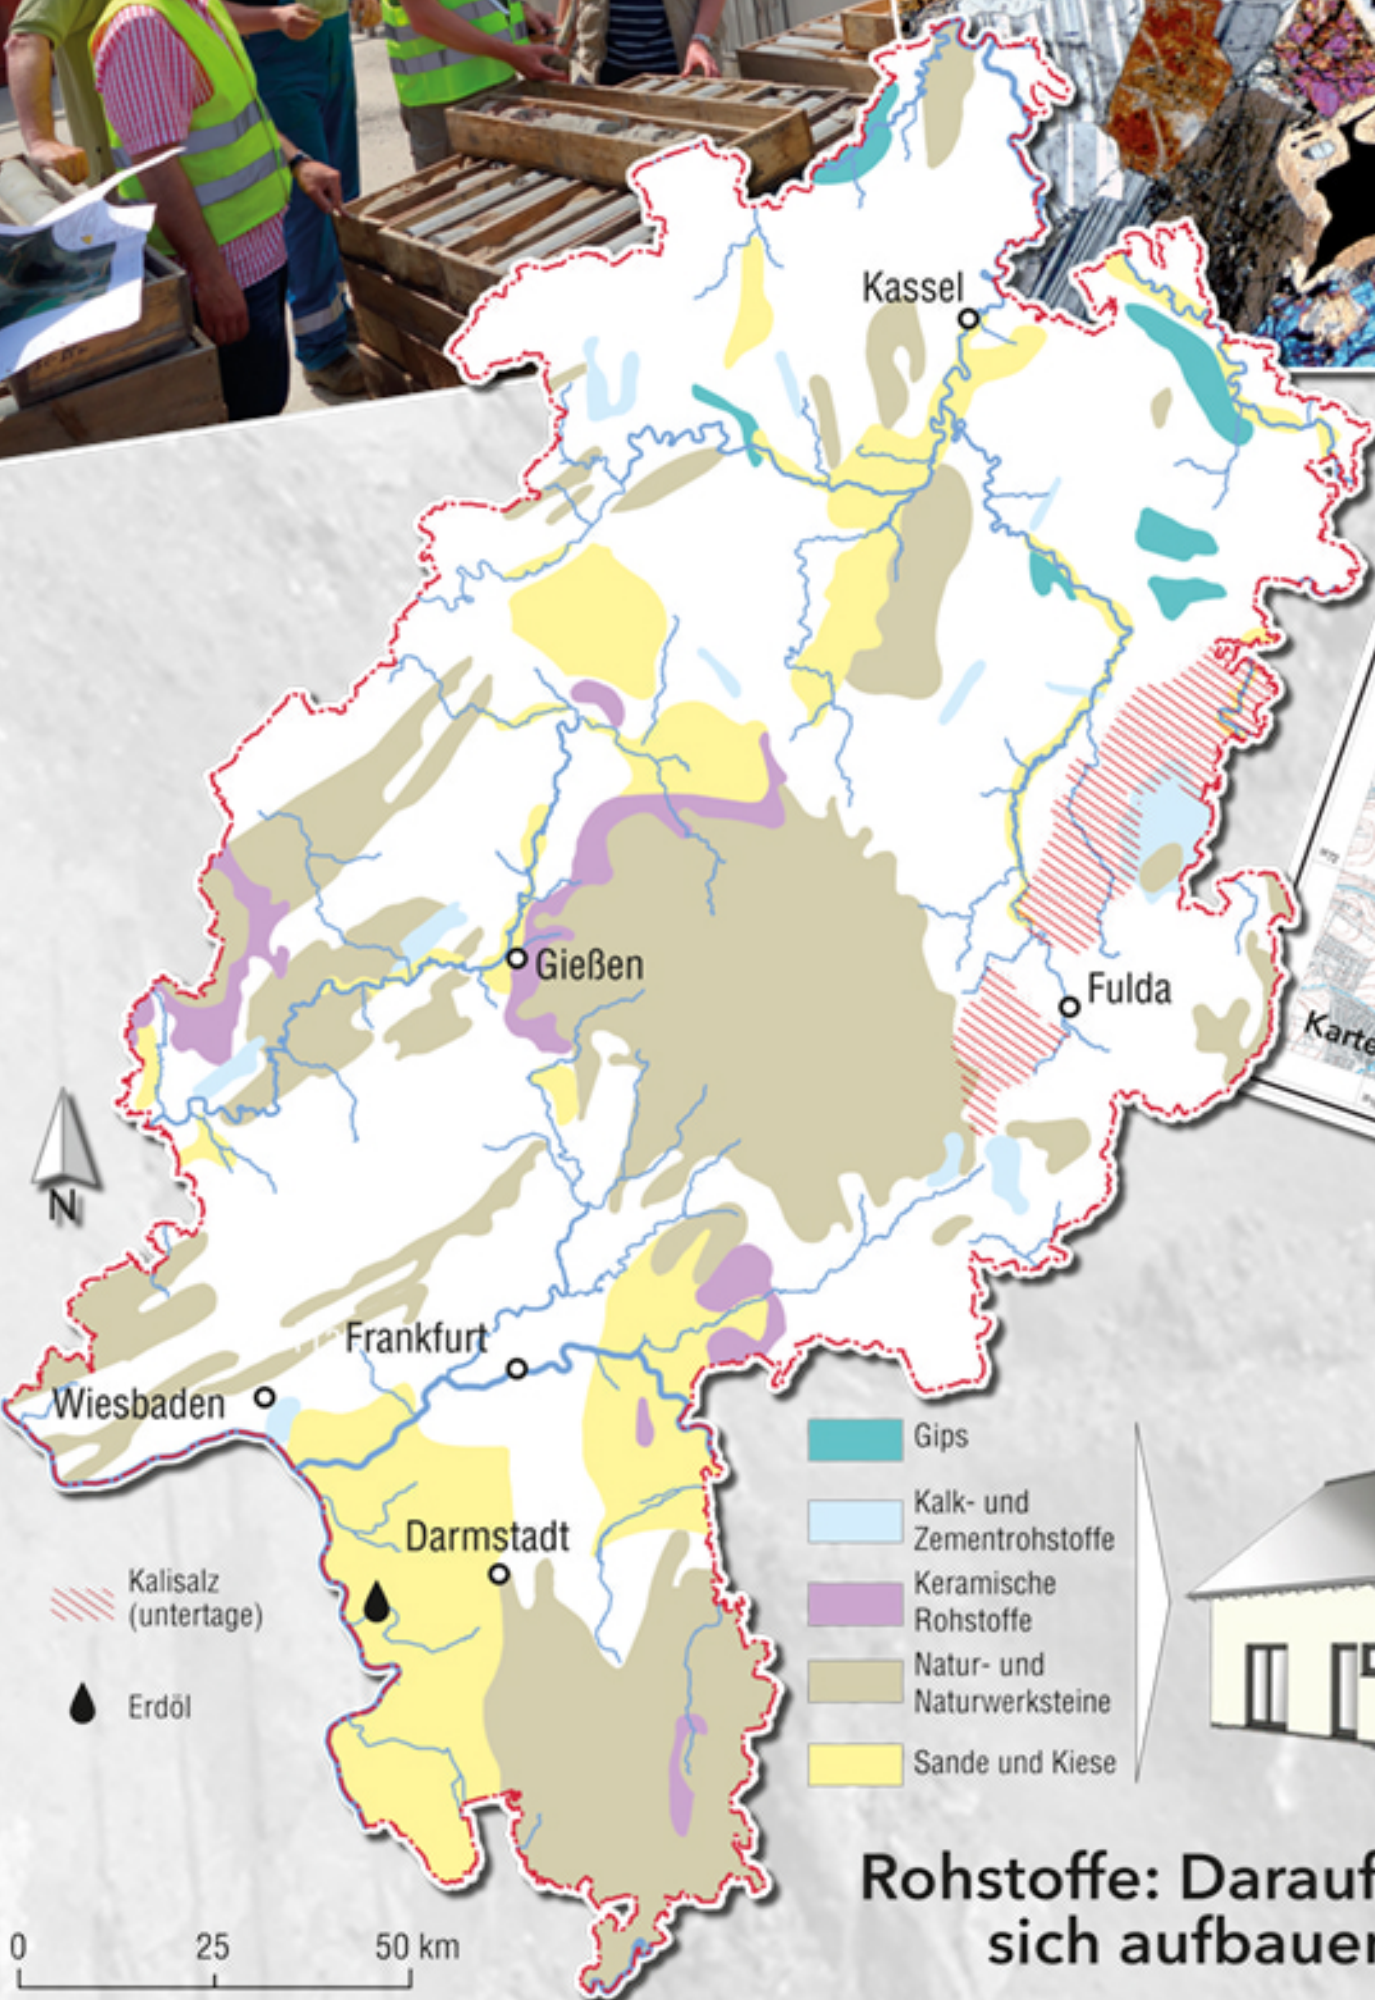 Kassel
Gießen
Fulda
Karte
N
Frankfurt
Wiesbaden
Darmstadt
Kalisalz
(untertage)
Erdöl
Gips
Kalk- und
Zementrohstoffe
Keramische
Rohstoffe
Natur- und
Naturwerksteine
Sande und Kiese
Rohstoffe: Darauf
sich aufbauen
0 25 50 km